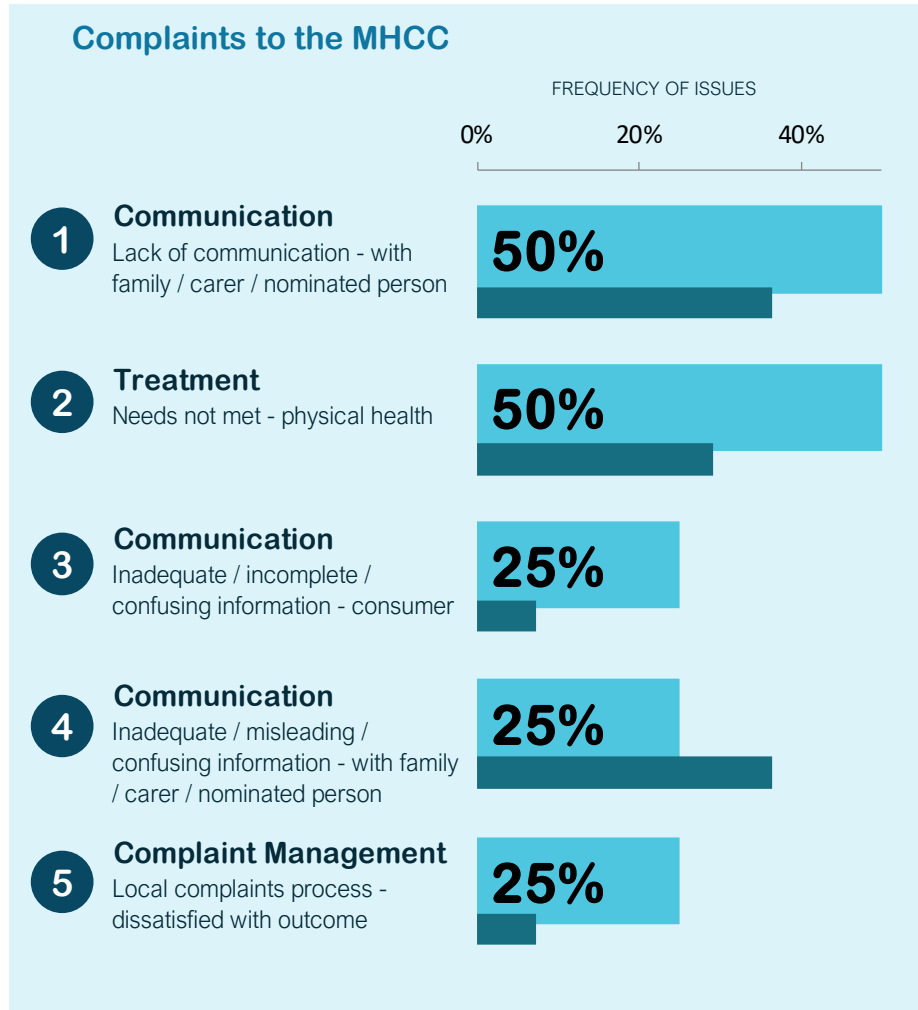 Complaints to the MHCC
FREQUENCY OF ISSUES
0% 20% 40%
1 Communication
Lack of communication - with
family / carer / nominated person
50%
2 Treatment
Needs not met - physical health
50%
3 Communication
Inadequate / incomplete /
confusing information - consumer
25%
4 Communication
Inadequate / misleading /
confusing information - with family
/ carer / nominated person
25%
5 Complaint Management
Local complaints process -
dissatisfied with outcome
25%